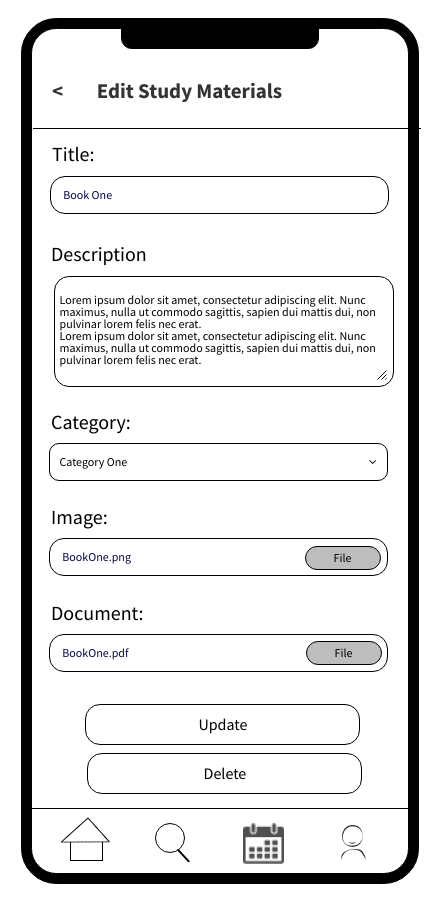 < Edit Study Materials
Title:
Book One
Description
Lorem ipsum dolor sit amet, consectetur adipiscing elit. Nunc
maximus, nulla ut commodo sagittis, sapien dui mattis dui, non
pulvinar lorem felis nec erat.
Lorem ipsum dolor sit amet, consectetur adipiscing elit. Nunc
maximus, nulla ut commodo sagittis, sapien dui mattis dui, non
pulvinar lorem felis nec erat.
Category:
Category One
Image:
BookOne.png File
Document:
BookOne.pdf File
Update
Delete